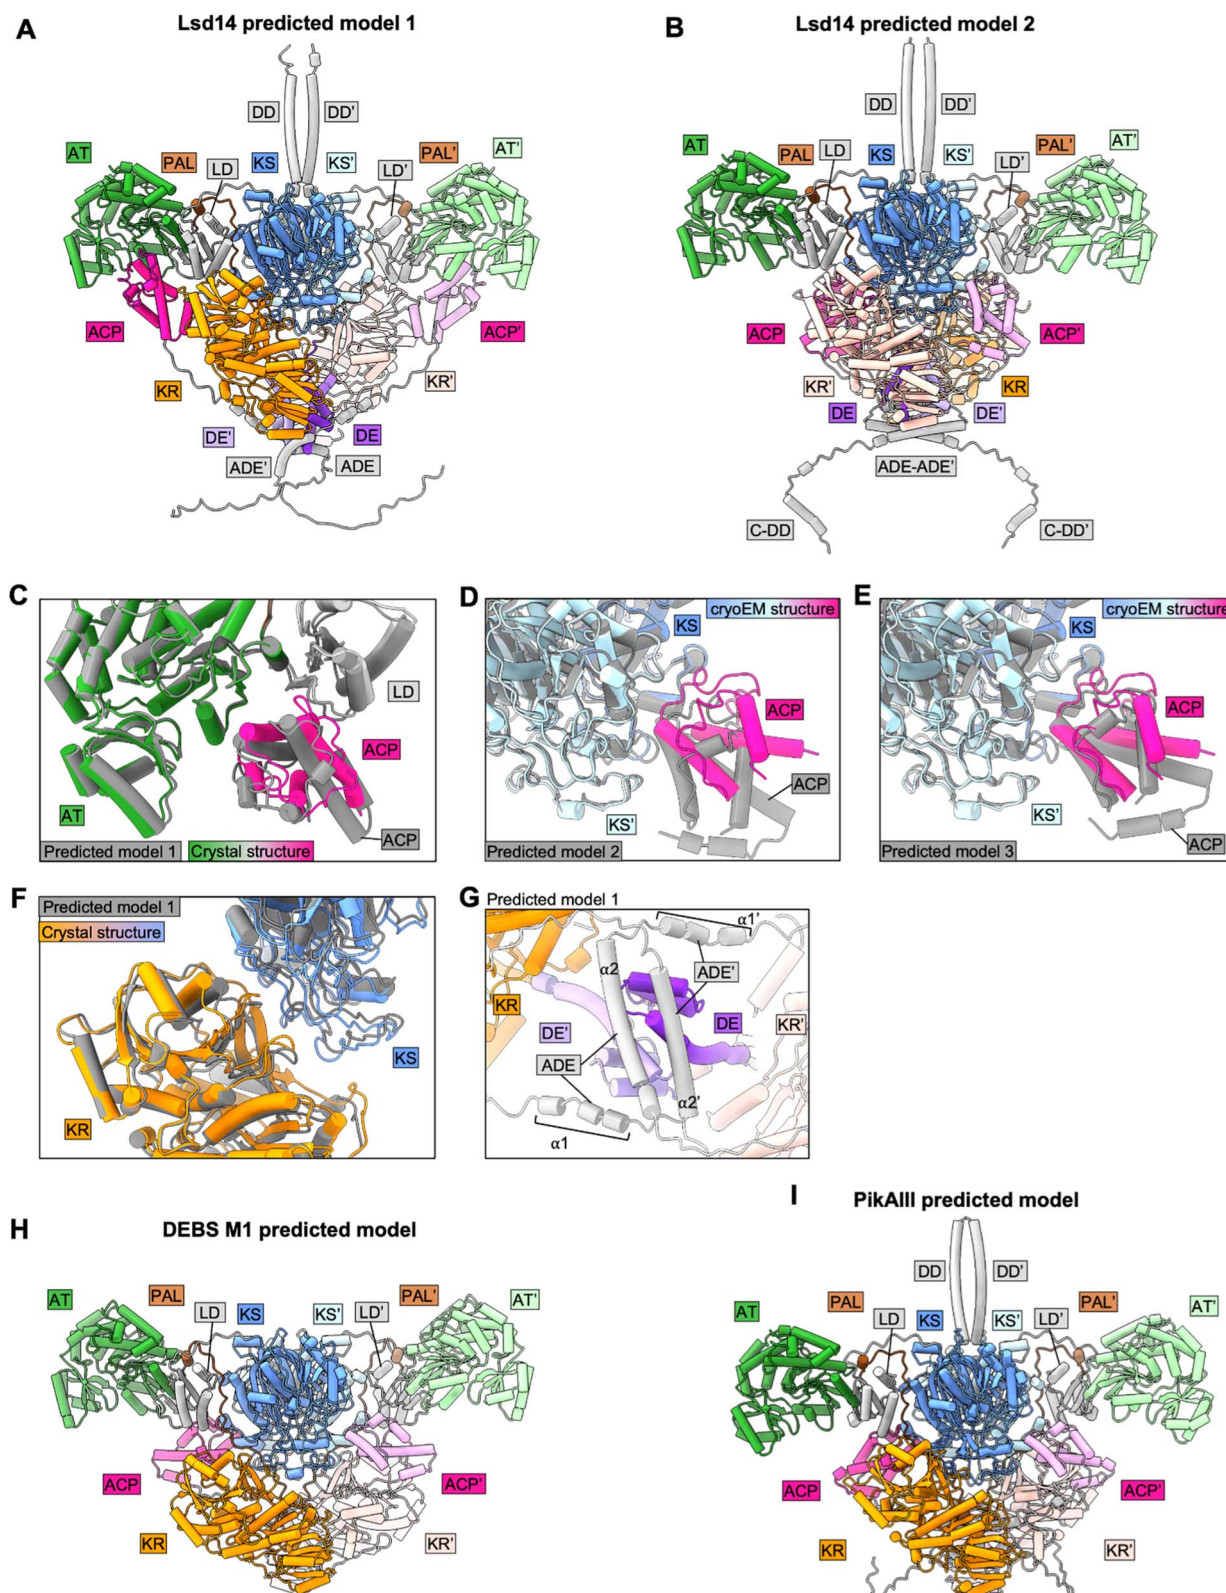 A
Lsd14 predicted model 1
DD
DD'
AT
PAL
LD
KS
KS'
LD'
PAL'
AT'
ACP
ACP'
KR
KR'
DE'
DE
ADE'
ADE
B
Lsd14 predicted model 2
DD
DD'
AT
PAL
LD
KS
KS'
LD'
PAL'
AT'
ACP
ACP'
KR'
KR
DE
DE'
ADE-ADE'
C-DD
C-DD'
C
LD
ACP
AT
ACP
Predicted model 1
Crystal structure
D
cryoEM structure
KS
ACP
ACP
KS'
Predicted model 2
E
cryoEM structure
KS
ACP
KS'
ACP
Predicted model 3
F
Predicted model 1
Crystal structure
KS
KR
G
Predicted model 1
α1'
α2
ADE'
KR
DE'
DE
KR'
ADE
α2'
α1
H
DEBS M1 predicted model
AT
PAL
LD
KS
KS'
LD'
PAL'
AT'
ACP
ACP'
KR
KR'
I
PikAIII predicted model
DD
DD'
AT
PAL
LD
KS
KS'
LD'
PAL'
AT'
ACP
ACP'
KR
KR'